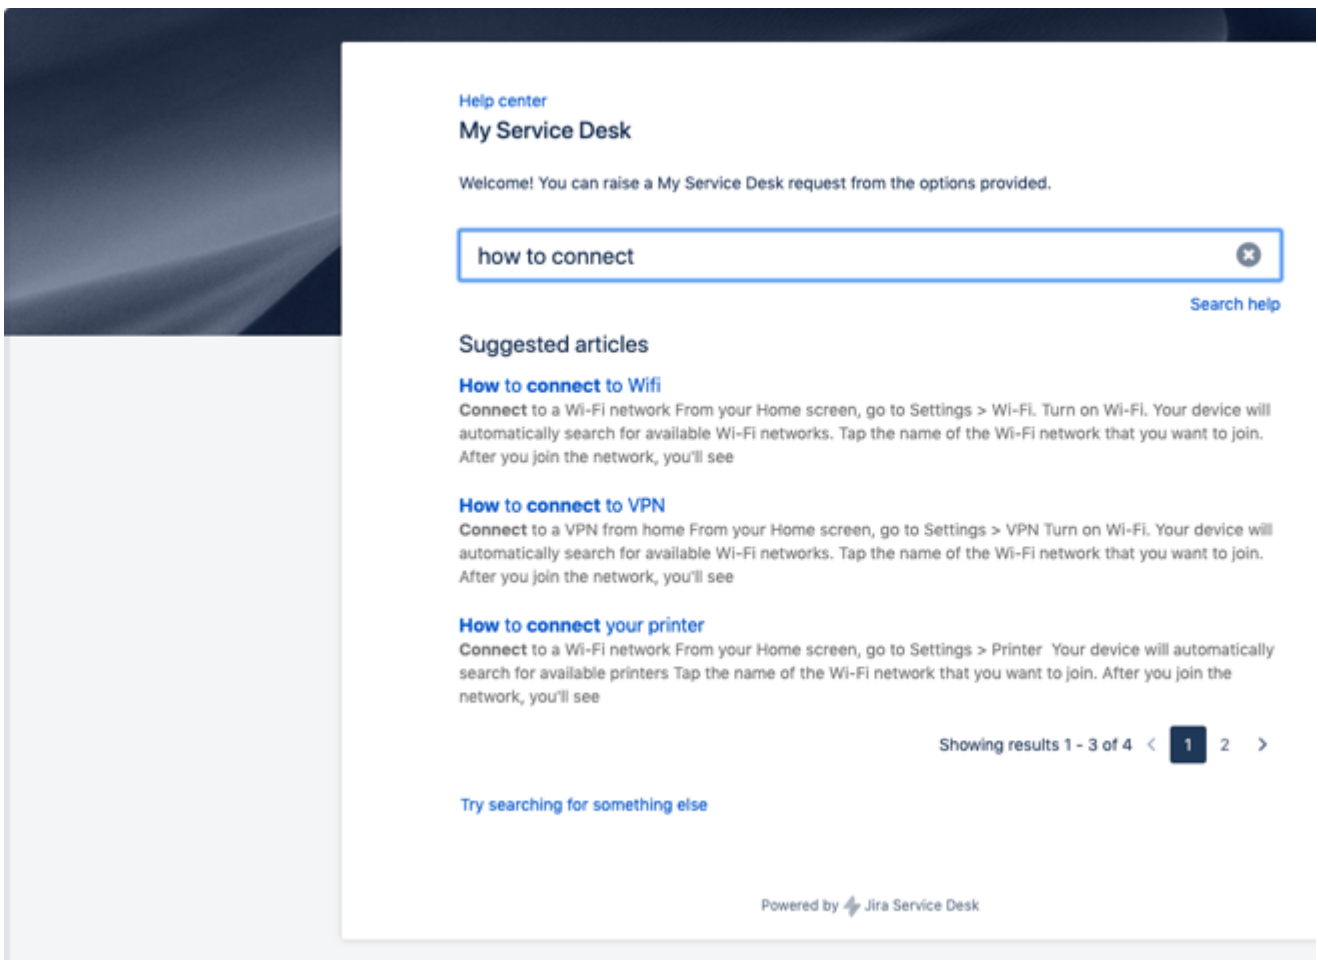 Help center
My Service Desk
Welcome! You can raise a My Service Desk request from the options provided.
how to connect
Search help
Suggested articles
How to connect to Wifi
Connect to a Wi-Fi network From your Home screen, go to Settings > Wi-Fi. Turn on Wi-Fi. Your device will
automatically search for available Wi-Fi networks. Tap the name of the Wi-Fi network that you want to join.
After you join the network, you'll see
How to connect to VPN
Connect to a VPN from home From your Home screen, go to Settings > VPN Turn on Wi-Fi. Your device will
automatically search for available Wi-Fi networks. Tap the name of the Wi-Fi network that you want to join.
After you join the network, you'll see
How to connect your printer
Connect to a Wi-Fi network From your Home screen, go to Settings > Printer Your device will automatically
search for available printers Tap the name of the Wi-Fi network that you want to join. After you join the
network, you'll see
Showing results 1 - 3 of 4 < 1 2 >
Try searching for something else
Powered by Jira Service Desk